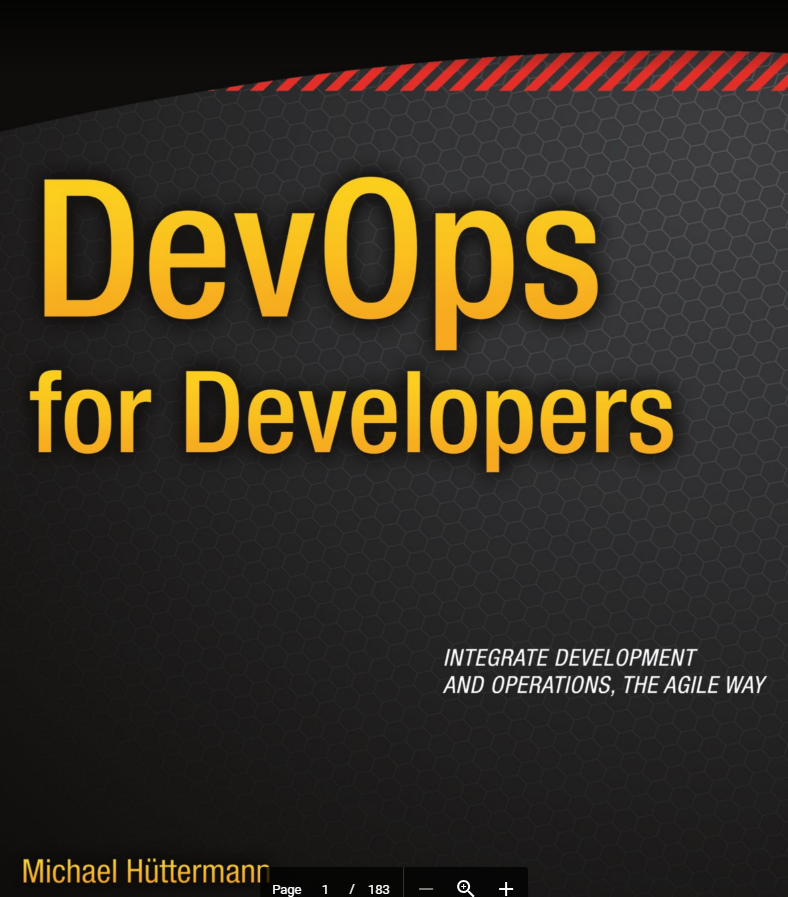 DevOps
for Developers
INTEGRATE DEVELOPMENT
AND OPERATIONS, THE AGILE WAY
Michael Hüttermann
Page 1 / 183